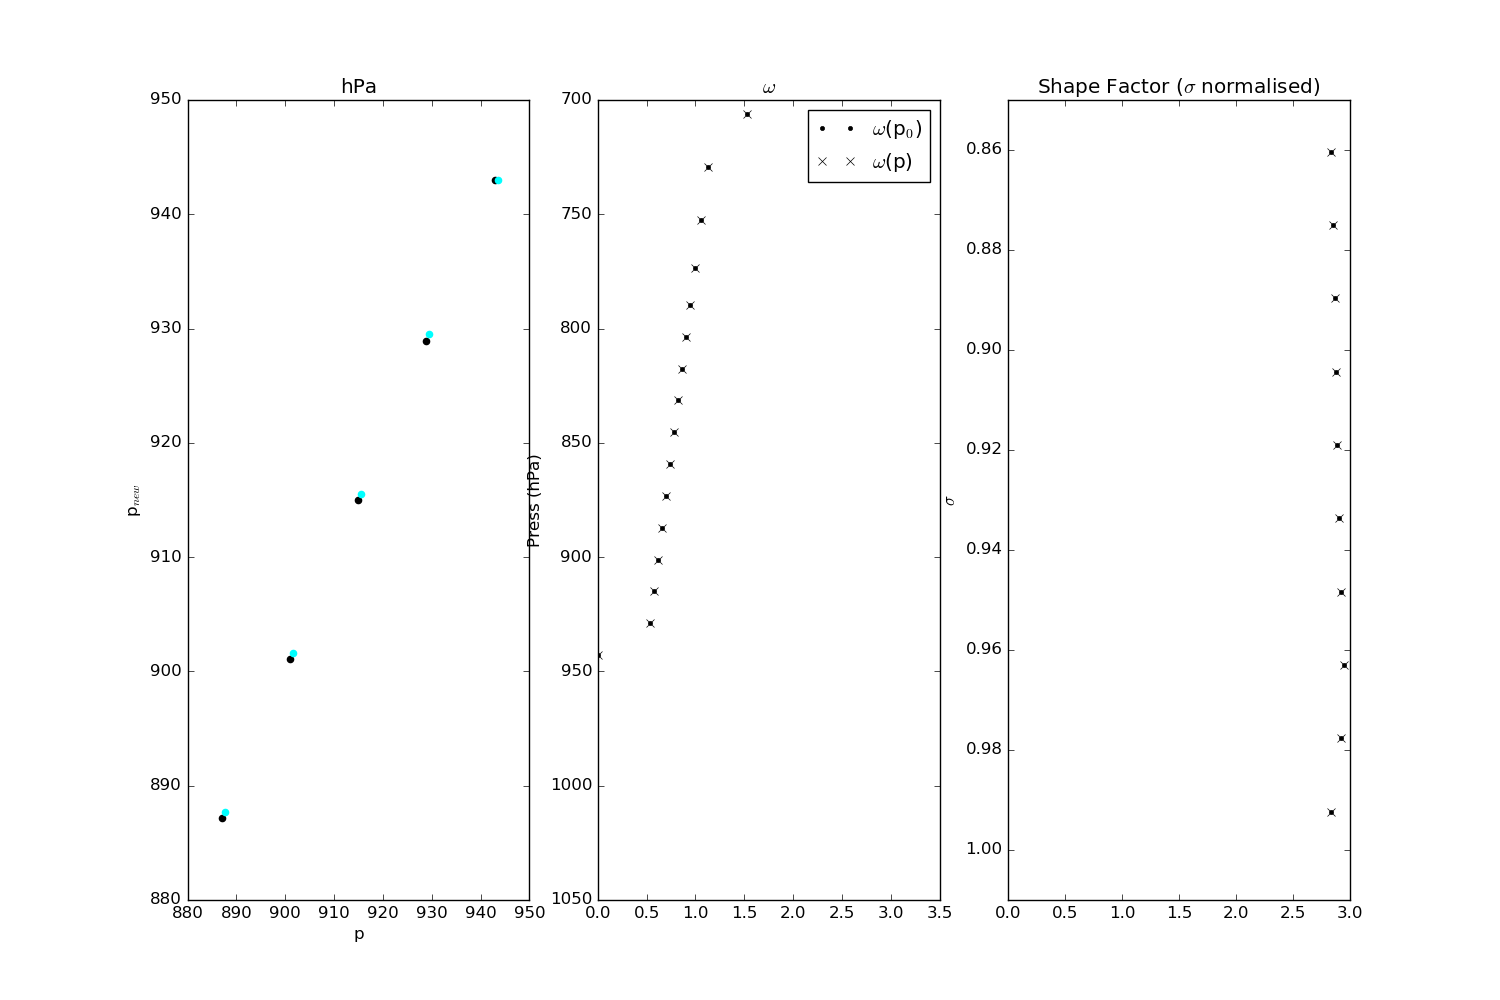 hPa
950
940
930
920
910
900
890
880
p_new
880 890 900 910 920 930 940 950
p
ω
700
750
800
850
900
950
1000
1050
Press (hPa)
0.0 0.5 1.0 1.5 2.0 2.5 3.0 3.5
ω(p₀)
ω(p)
Shape Factor (σ normalised)
0.86
0.88
0.90
0.92
0.94
0.96
0.98
1.00
σ
0.0 0.5 1.0 1.5 2.0 2.5 3.0